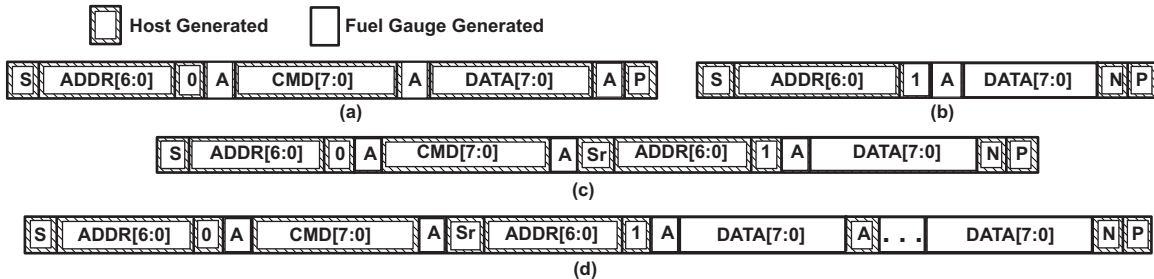 Host Generated Fuel Gauge Generated
S ADDR[6:0] 0 A CMD[7:0] A DATA[7:0] A P
(a)
S ADDR[6:0] 1 A DATA[7:0] N P
(b)
S ADDR[6:0] 0 A CMD[7:0] A Sr ADDR[6:0] 1 A DATA[7:0] N P
(c)
S ADDR[6:0] 0 A CMD[7:0] A Sr ADDR[6:0] 1 A DATA[7:0] A . . . DATA[7:0] N P
(d)